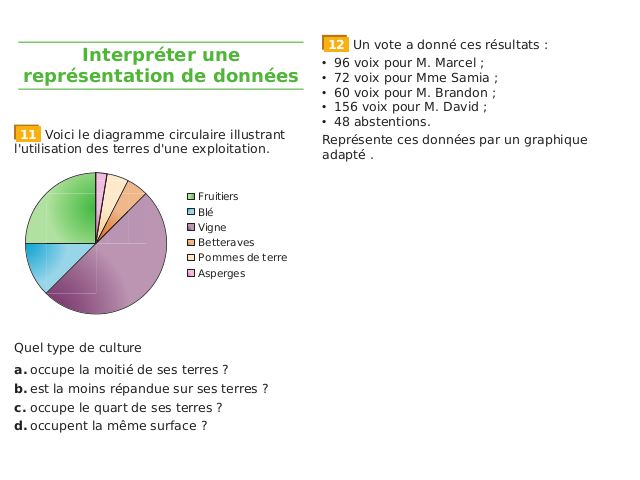 Interpréter une
représentation de données
11 Voici le diagramme circulaire illustrant
l'utilisation des terres d'une exploitation.
Fruitiers
Blé
Vigne
Betteraves
Pommes de terre
Asperges
Quel type de culture
a. occupe la moitié de ses terres ?
b. est la moins répandue sur ses terres ?
c. occupe le quart de ses terres ?
d. occupent la même surface ?
12 Un vote a donné ces résultats :
• 96 voix pour M. Marcel ;
• 72 voix pour Mme Samia ;
• 60 voix pour M. Brandon ;
• 156 voix pour M. David ;
• 48 abstentions.
Représente ces données par un graphique
adapté .